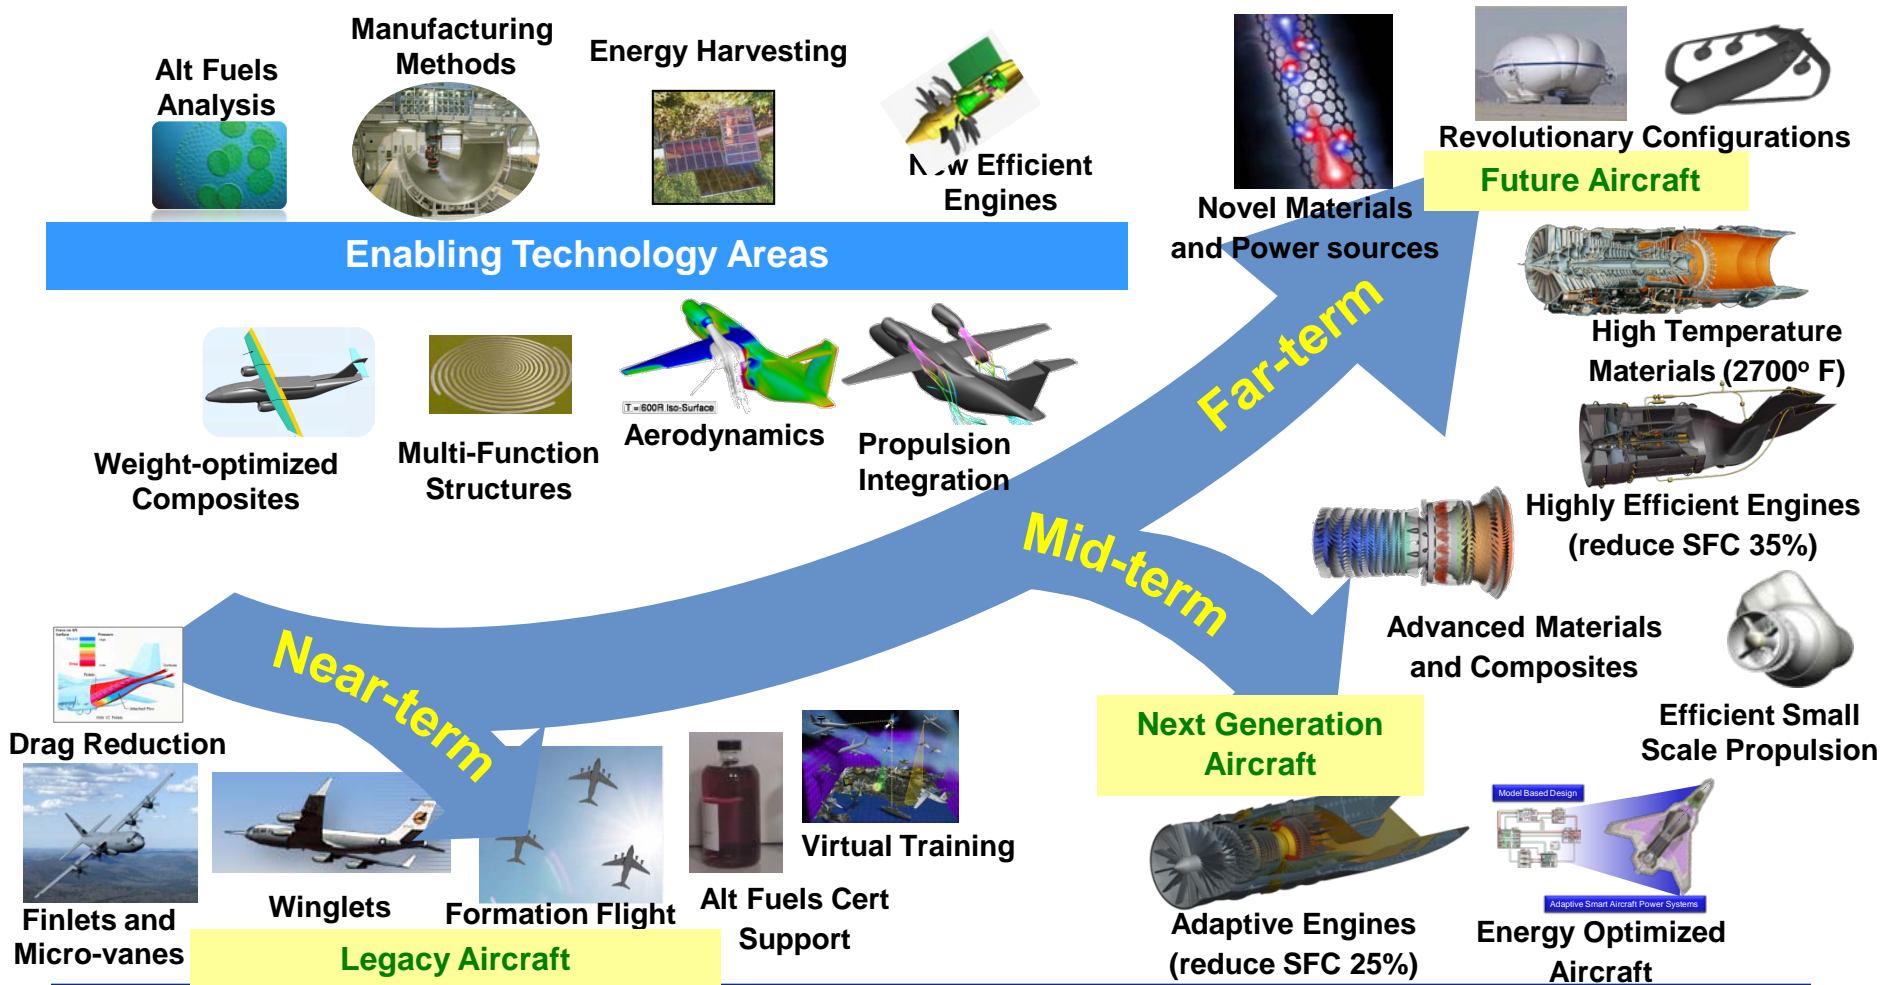 Manufacturing
Methods
Alt Fuels
Analysis
Energy Harvesting
New Efficient
Engines
Enabling Technology Areas
Weight-optimized
Composites
Multi-Function
Structures
T = 600R Iso-Surface
Aerodynamics
Propulsion
Integration
Novel Materials
and Power sources
Revolutionary Configurations
Future Aircraft
High Temperature
Materials (2700º F)
Highly Efficient Engines
(reduce SFC 35%)
Advanced Materials
and Composites
Efficient Small
Scale Propulsion
Far-term
Mid-term
Near-term
Next Generation
Aircraft
Adaptive Engines
(reduce SFC 25%)
Model Based Design
Adaptive Smart Aircraft Power Systems
Energy Optimized
Aircraft
Drag Reduction
Finlets and
Micro-vanes
Winglets
Formation Flight
Alt Fuels Cert
Support
Virtual Training
Legacy Aircraft